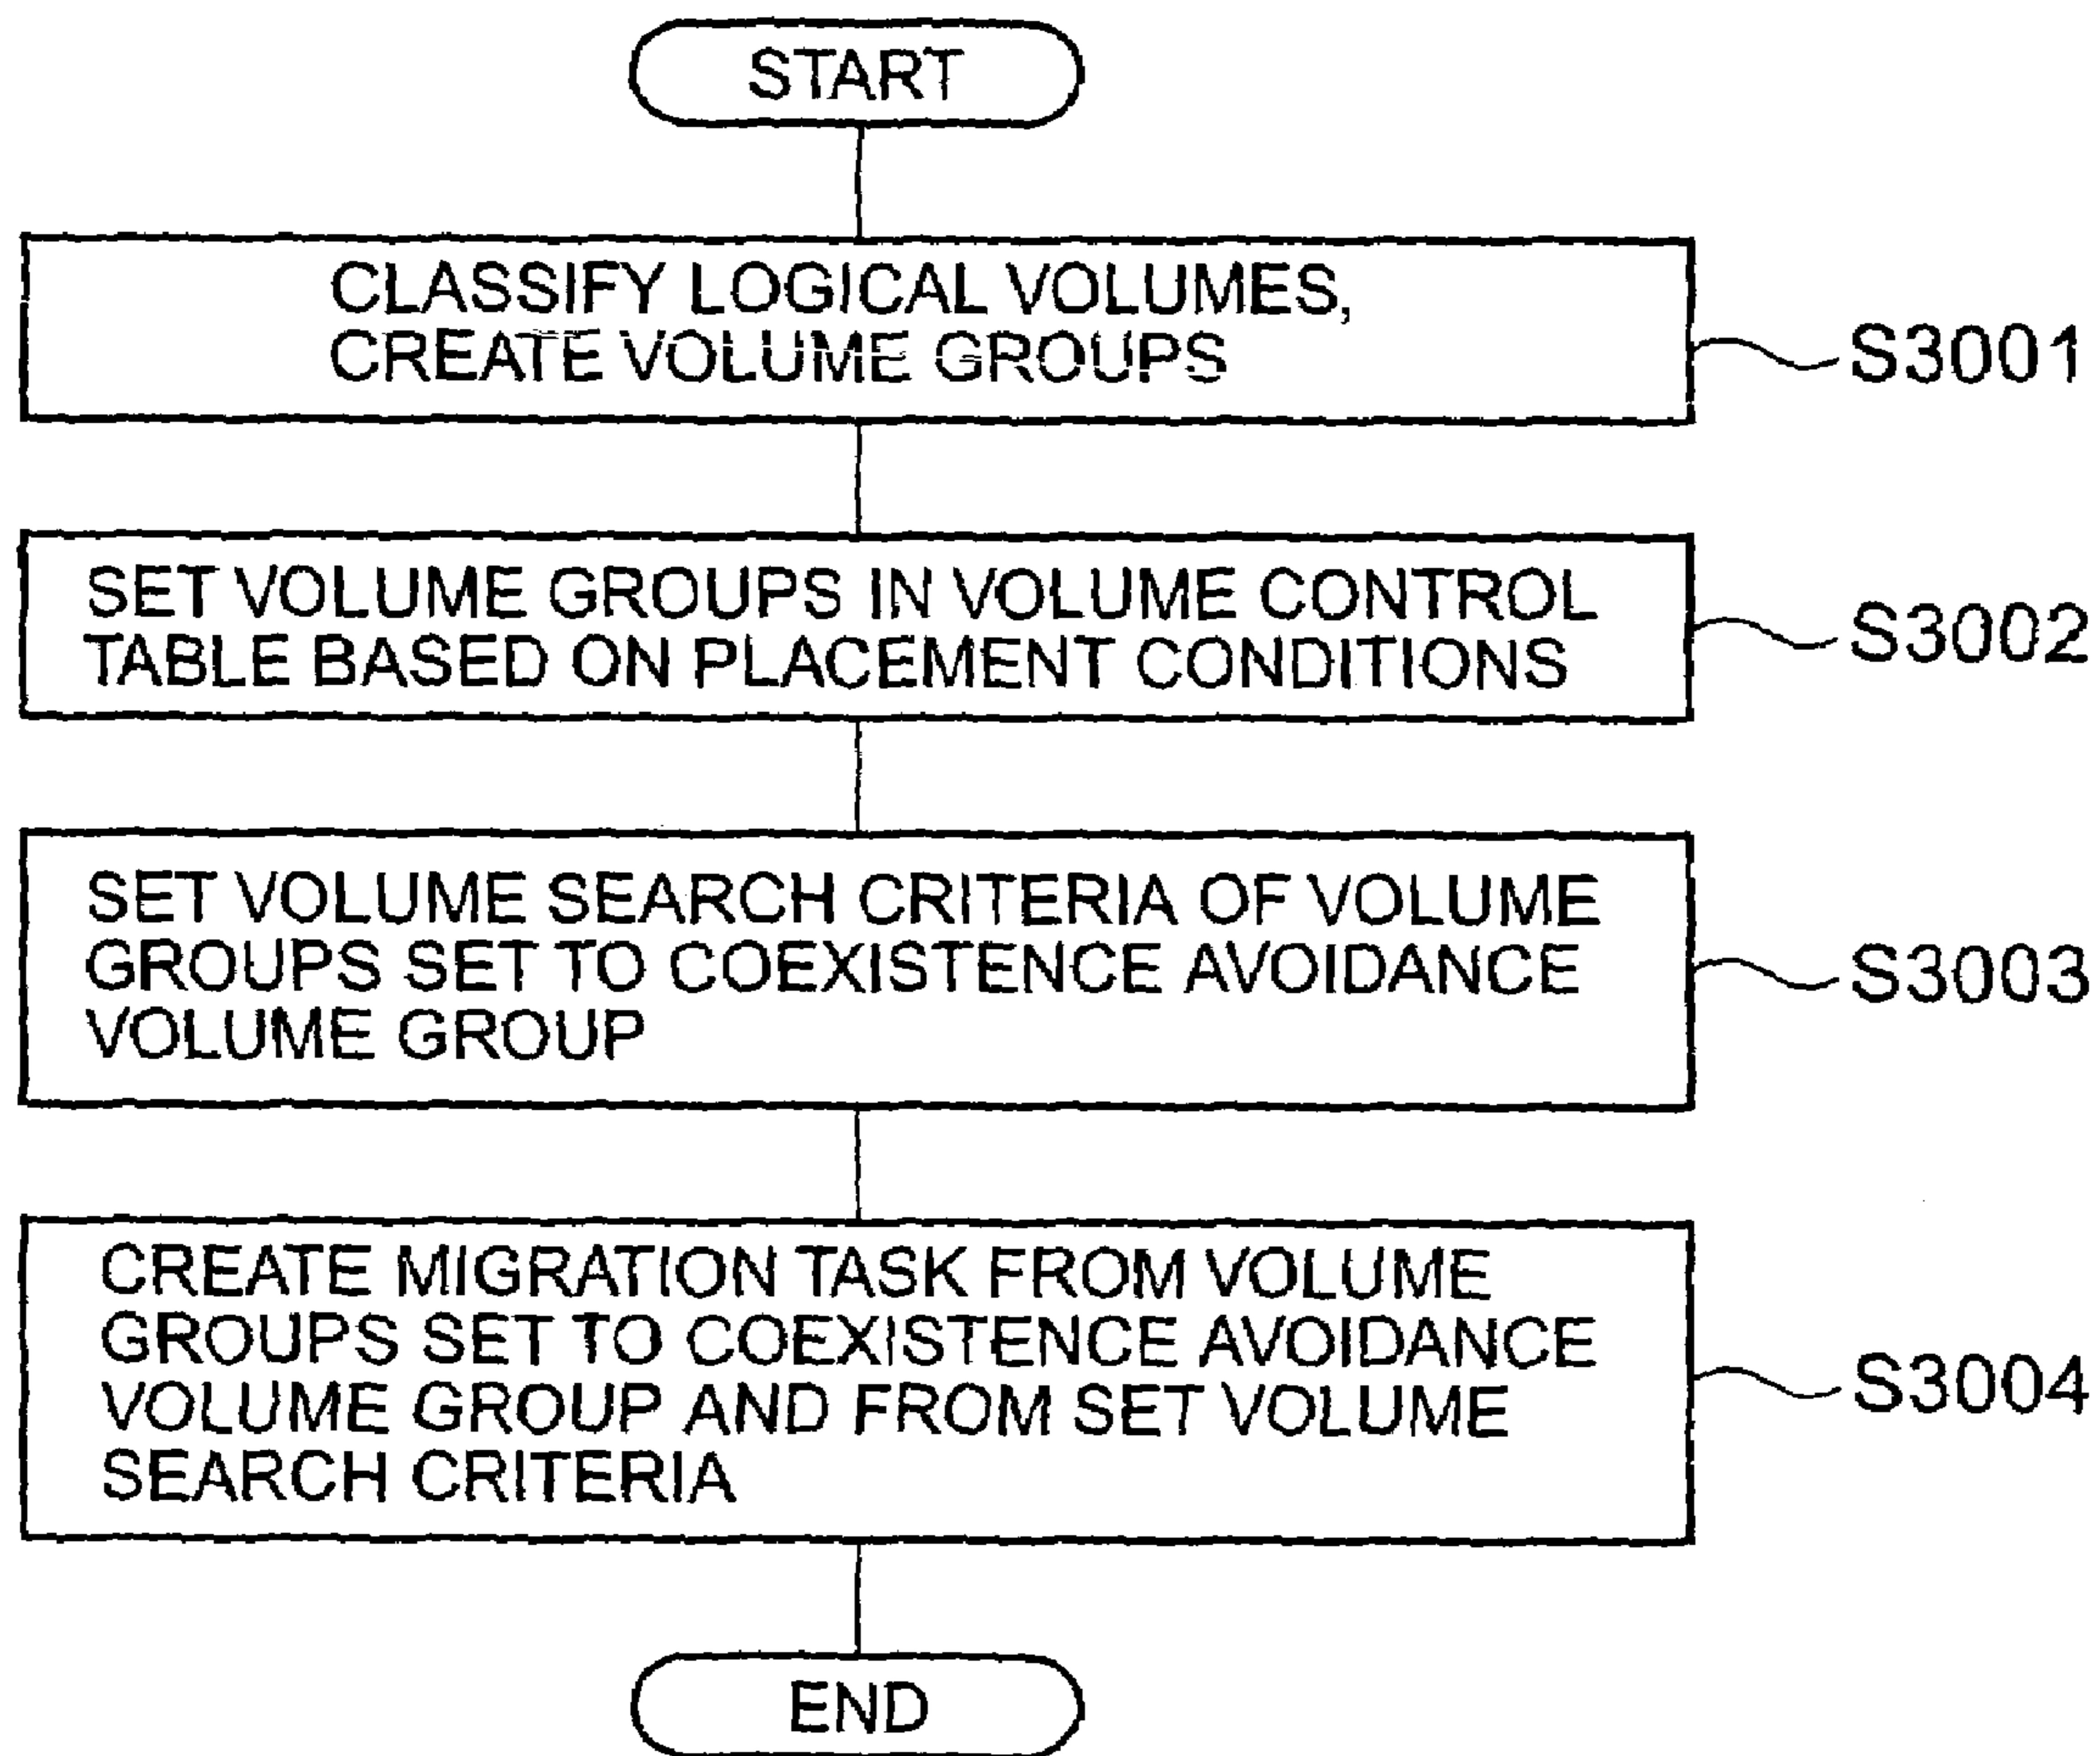 START
CLASSIFY LOGICAL VOLUMES,
CREATE VOLUME GROUPS
S3001
SET VOLUME GROUPS IN VOLUME CONTROL
TABLE BASED ON PLACEMENT CONDITIONS
S3002
SET VOLUME SEARCH CRITERIA OF VOLUME
GROUPS SET TO COEXISTENCE AVOIDANCE
VOLUME GROUP
S3003
CREATE MIGRATION TASK FROM VOLUME
GROUPS SET TO COEXISTENCE AVOIDANCE
VOLUME GROUP AND FROM SET VOLUME
SEARCH CRITERIA
S3004
END